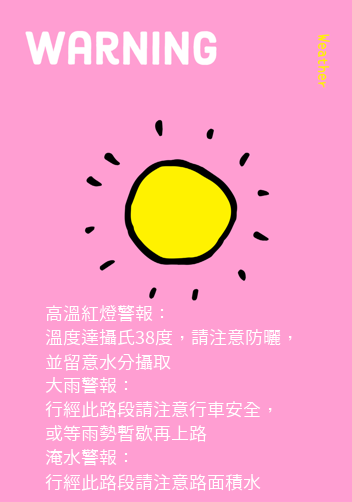 WARNING
Weather
高溫紅燈警報：
溫度達攝氏38度，請注意防曬，
並留意水分攝取
大雨警報：
行經此路段請注意行車安全，
或等雨勢暫歇再上路
淹水警報：
行經此路段請注意路面積水